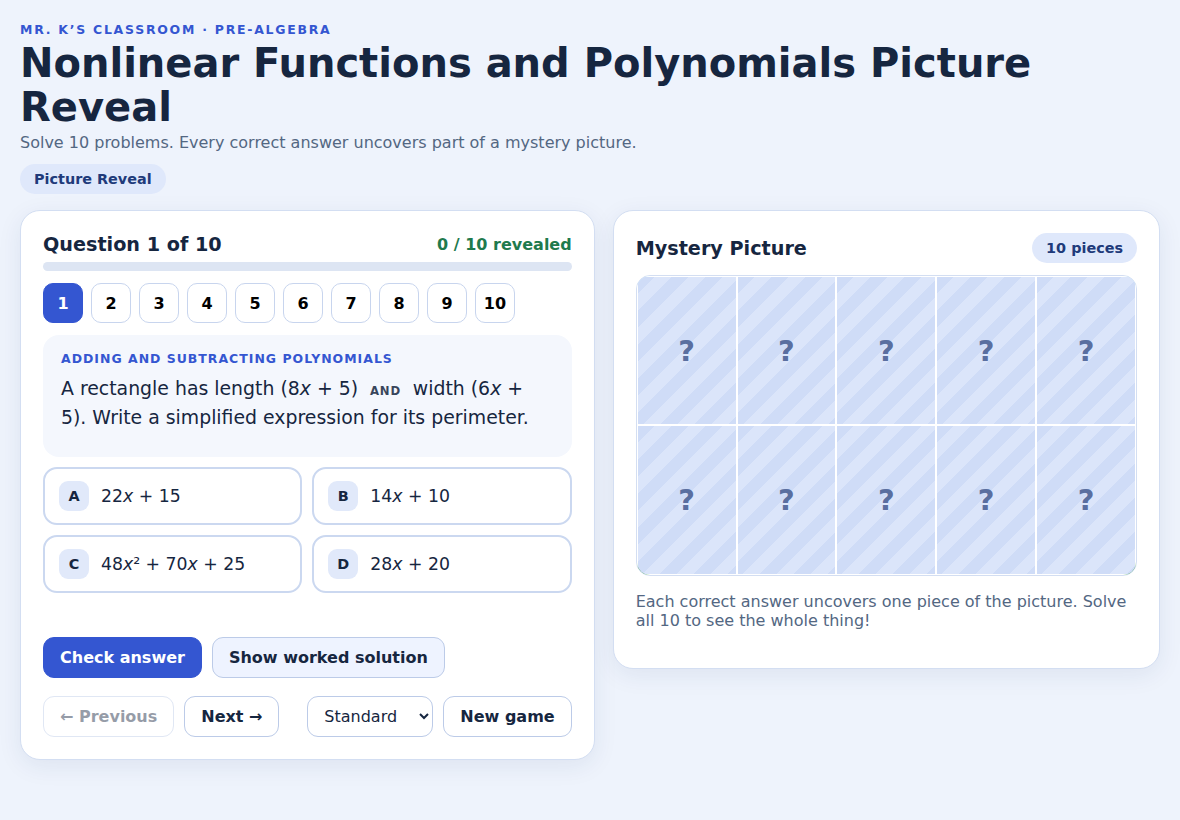 MR. K’S CLASSROOM · PRE-ALGEBRA
Nonlinear Functions and Polynomials Picture
Reveal
Solve 10 problems. Every correct answer uncovers part of a mystery picture.
Picture Reveal
Question 1 of 10
0 / 10 revealed
1 2 3 4 5 6 7 8 9 10
ADDING AND SUBTRACTING POLYNOMIALS
A rectangle has length (8x + 5) AND width (6x +
5). Write a simplified expression for its perimeter.
A 22x + 15
B 14x + 10
C 48x² + 70x + 25
D 28x + 20
Check answer
Show worked solution
← Previous
Next →
Standard
New game
Mystery Picture
10 pieces
? ? ? ? ?
? ? ? ? ?
Each correct answer uncovers one piece of the picture. Solve
all 10 to see the whole thing!